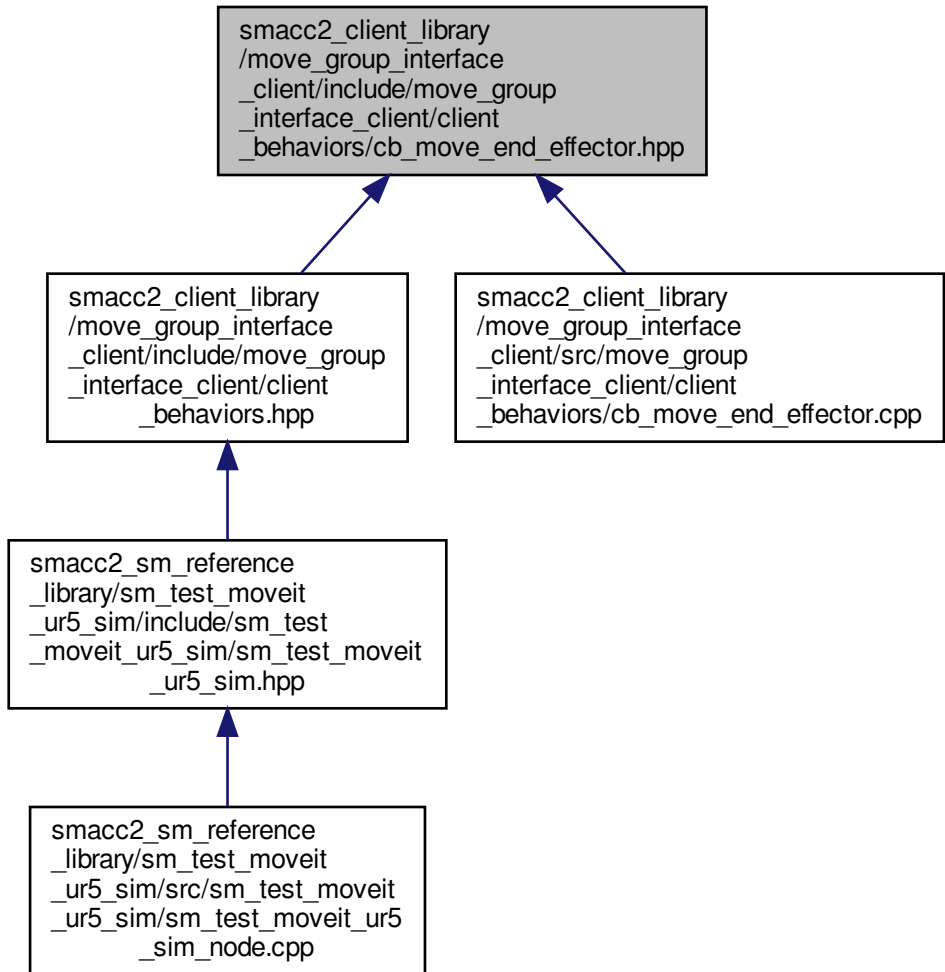 smacc2_client_library
/move_group_interface
_client/include/move_group
_interface_client/client
_behaviors/cb_move_end_effector.hpp
smacc2_client_library
/move_group_interface
_client/include/move_group
_interface_client/client
_behaviors.hpp
smacc2_client_library
/move_group_interface
_client/src/move_group
_interface_client/client
_behaviors/cb_move_end_effector.cpp
smacc2_sm_reference
_library/sm_test_moveit
_ur5_sim/include/sm_test
_moveit_ur5_sim/sm_test_moveit
_ur5_sim.hpp
smacc2_sm_reference
_library/sm_test_moveit
_ur5_sim/src/sm_test_moveit
_ur5_sim/sm_test_moveit_ur5
_sim_node.cpp